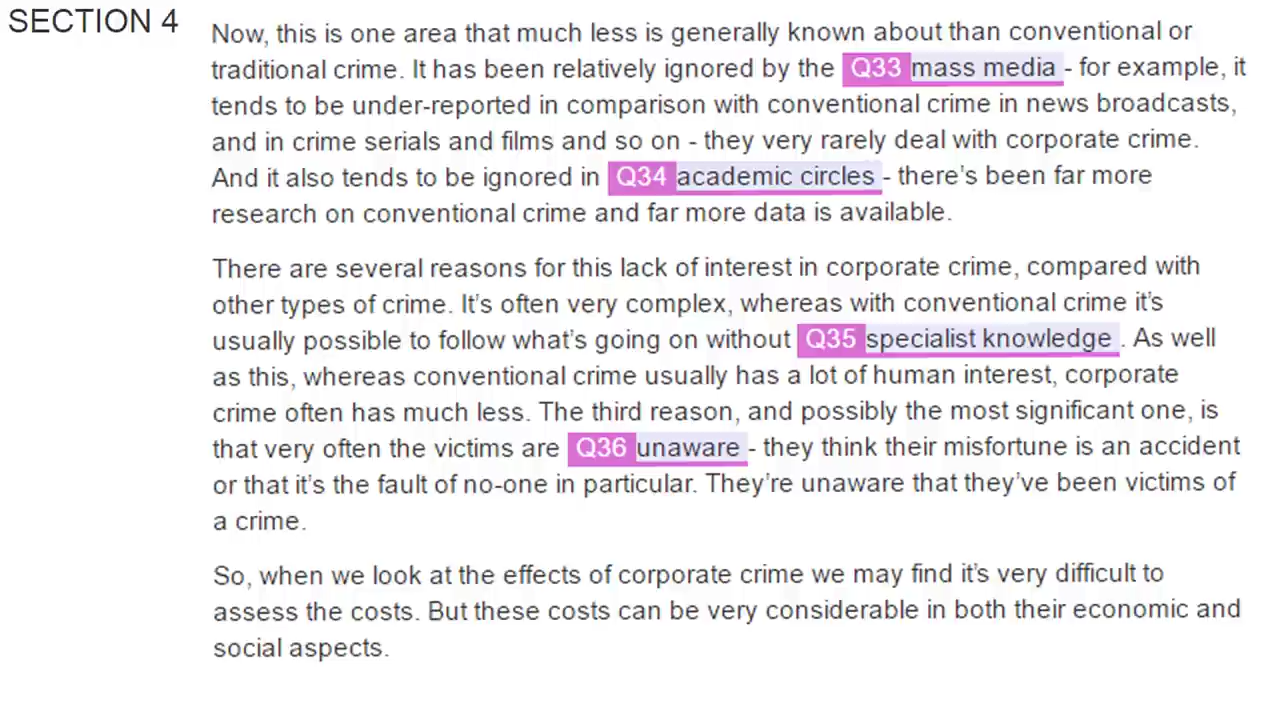 SECTION 4
Now, this is one area that much less is generally known about than conventional or
traditional crime. It has been relatively ignored by the Q33 mass media - for example, it
tends to be under-reported in comparison with conventional crime in news broadcasts,
and in crime serials and films and so on - they very rarely deal with corporate crime.
And it also tends to be ignored in Q34 academic circles - there's been far more
research on conventional crime and far more data is available.
There are several reasons for this lack of interest in corporate crime, compared with
other types of crime. It's often very complex, whereas with conventional crime it's
usually possible to follow what's going on without Q35 specialist knowledge . As well
as this, whereas conventional crime usually has a lot of human interest, corporate
crime often has much less. The third reason, and possibly the most significant one, is
that very often the victims are Q36 unaware - they think their misfortune is an accident
or that it's the fault of no-one in particular. They're unaware that they've been victims of
a crime.
So, when we look at the effects of corporate crime we may find it's very difficult to
assess the costs. But these costs can be very considerable in both their economic and
social aspects.